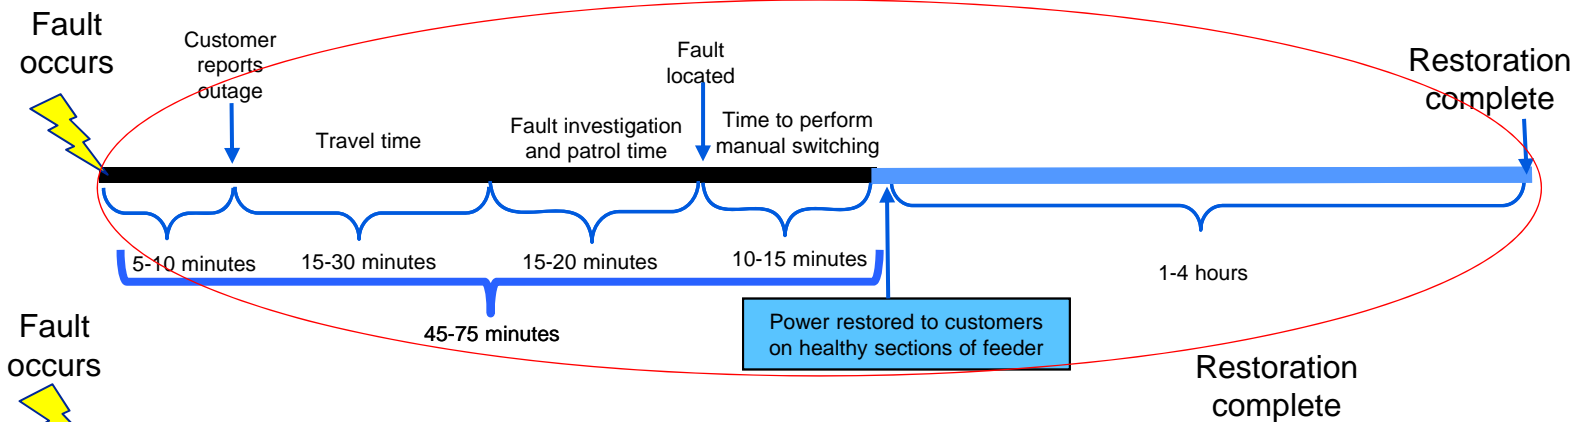 Fault
occurs
Customer
reports
outage
Fault
located
Restoration
complete
Travel time
Fault investigation
and patrol time
Time to perform
manual switching
5-10 minutes
15-30 minutes
15-20 minutes
10-15 minutes
1-4 hours
45-75 minutes
Power restored to customers
on healthy sections of feeder
Fault
occurs
Restoration
complete